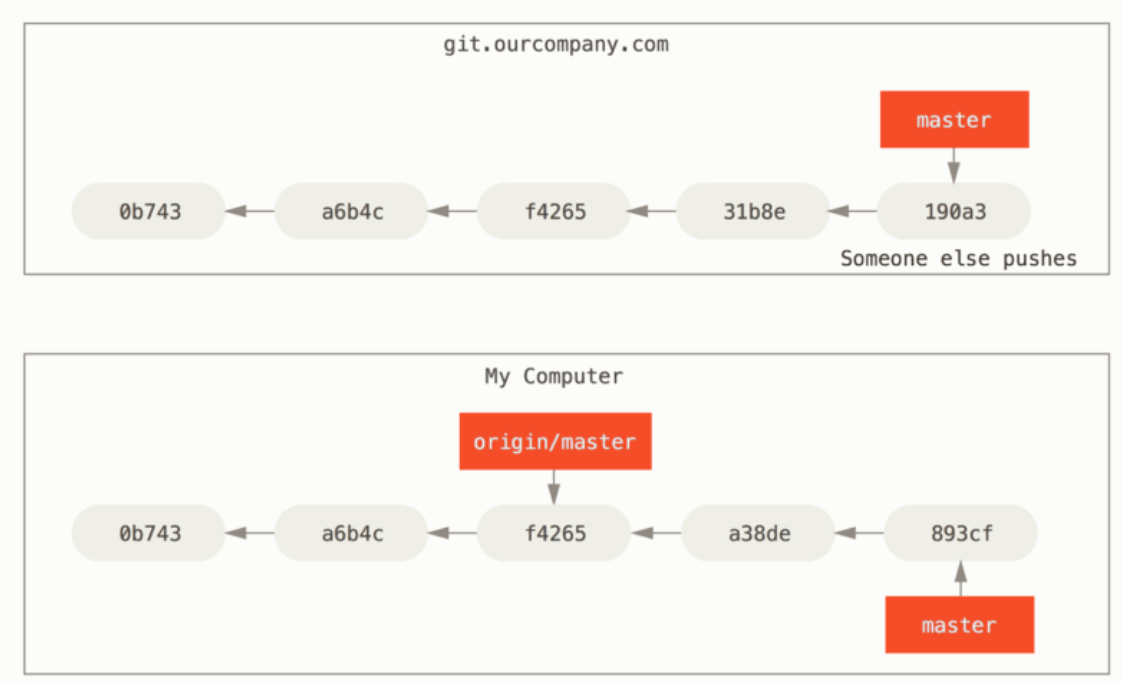 git.ourcompany.com
master
0b743 a6b4c f4265 31b8e 190a3
Someone else pushes
My Computer
origin/master
0b743 a6b4c f4265 a38de 893cf
master